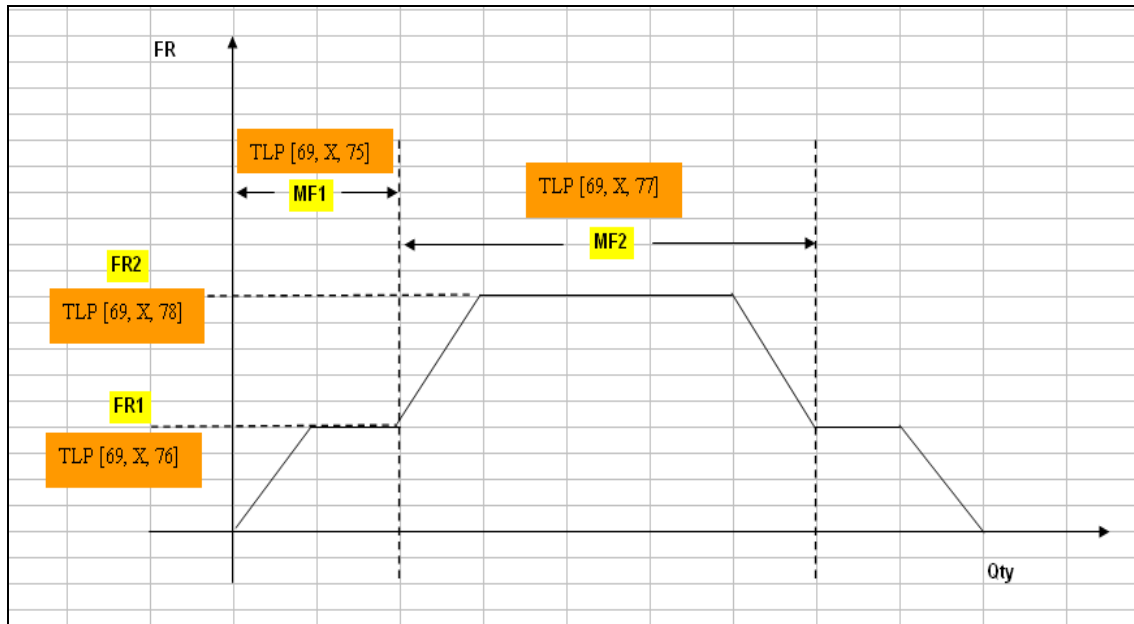 FR
TLP [69, X, 75]
MF1
TLP [69, X, 77]
MF2
FR2
TLP [69, X, 78]
FR1
TLP [69, X, 76]
Qty